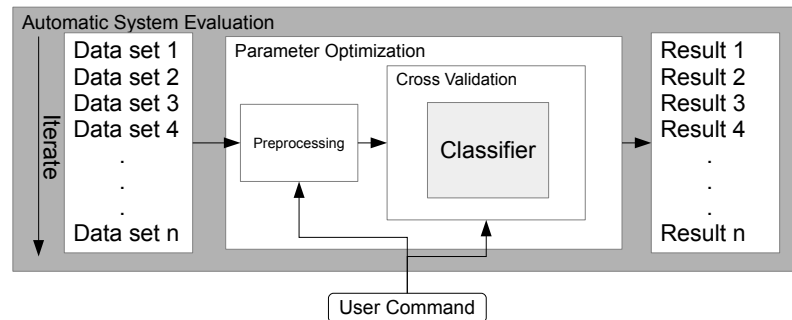 Automatic System Evaluation
Iterate
Data set 1
Data set 2
Data set 3
Data set 4
.
.
.
Data set n
Parameter Optimization
Preprocessing
Cross Validation
Classifier
Result 1
Result 2
Result 3
Result 4
.
.
.
Result n
User Command